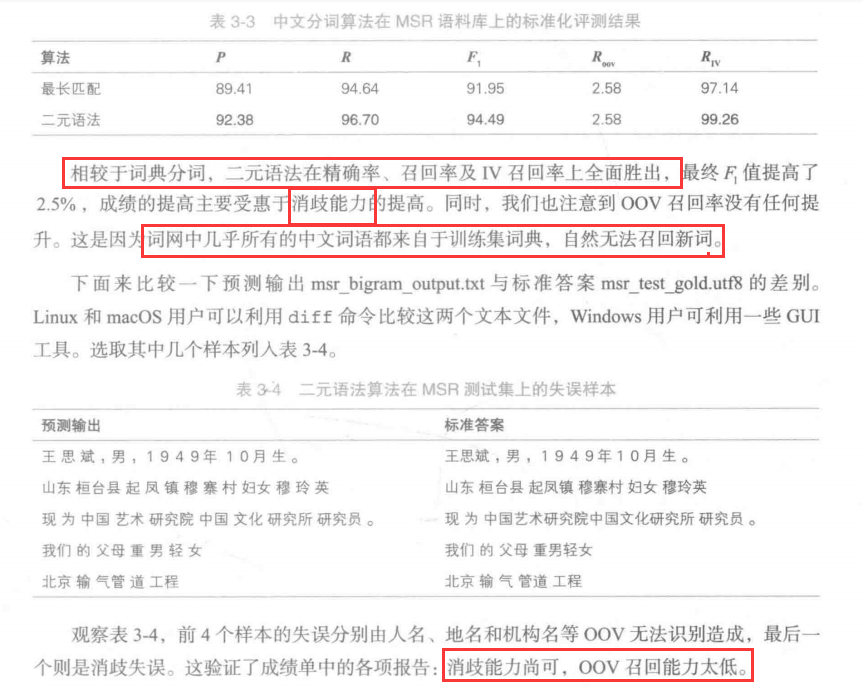 表 3-3 中文分词算法在 MSR 语料库上的标准化评测结果
算法 P R F₁ Roov RIV
最长匹配 89.41 94.64 91.95 2.58 97.14
二元语法 92.38 96.70 94.49 2.58 99.26
相较于词典分词，二元语法在精确率、召回率及 IV 召回率上全面胜出，最终 F₁ 值提高了
2.5%，成绩的提高主要受惠于消歧能力的提高。同时，我们也注意到 OOV 召回率没有任何提
升。这是因为词网中几乎所有的中文词语都来自于训练集词典，自然无法召回新词。
下面来比较一下预测输出 msr_bigram_output.txt 与标准答案 msr_test_gold.utf8 的差别。
Linux 和 macOS 用户可以利用 diff 命令比较这两个文本文件，Windows 用户可利用一些 GUI
工具。选取其中几个样本列入表 3-4。
表 3-4 二元语法算法在 MSR 测试集上的失误样本
预测输出 标准答案
王 思 斌 ，男 ，１９４９年 １０月 生 。 王思斌 ，男 ，１９４９年１０月 生 。
山东 桓台县 起 凤 镇 穆 寨 村 妇女 穆 玲 英 山东 桓台县 起凤镇 穆寨村 妇女 穆玲英
现 为 中国 艺术 研究院 中国 文化 研究所 研究员 。 现 为 中国艺术研究院中国文化研究所 研究员 。
我们 的 父母 重 男 轻 女 我们 的 父母 重男轻女
北京 输 气管 道 工程 北京 输 气 管道 工程
观察表 3-4，前 4 个样本的失误分别由人名、地名和机构名等 OOV 无法识别造成，最后一
个则是消歧失误。这验证了成绩单中的各项报告：消歧能力尚可，OOV 召回能力太低。